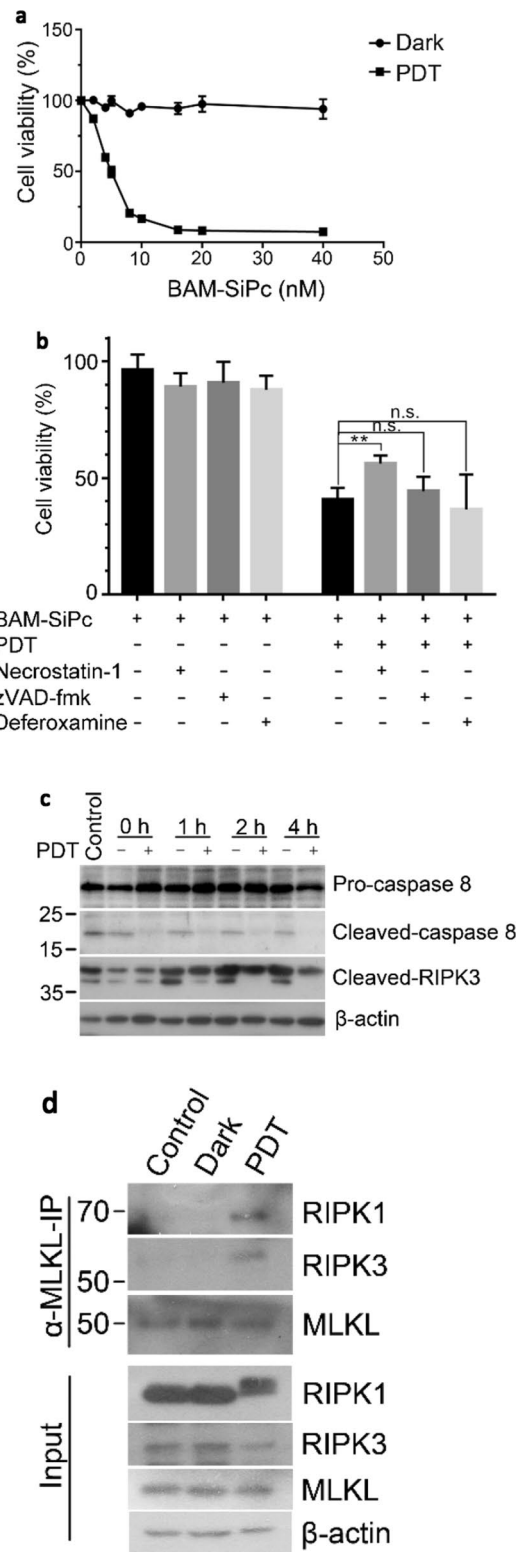 a
Cell viability (%)
150
100
50
0
0 10 20 30 40 50
BAM-SiPc (nM)
Dark
PDT
b
Cell viability (%)
100
50
0
n.s.
n.s.
**
BAM-SiPc + + + + + + + +
PDT - - - - + + + +
Necrostatin-1 - + - - - + - -
zVAD-fmk - - + - - - + -
Deferoxamine - - - + - - - +
c
Control
0 h 1 h 2 h 4 h
PDT - + - + - + - +
Pro-caspase 8
25
Cleaved-caspase 8
15
Cleaved-RIPK3
35
β-actin
d
Control Dark PDT
α-MLKL-IP
70 RIPK1
RIPK3
50
50 MLKL
Input
RIPK1
RIPK3
MLKL
β-actin